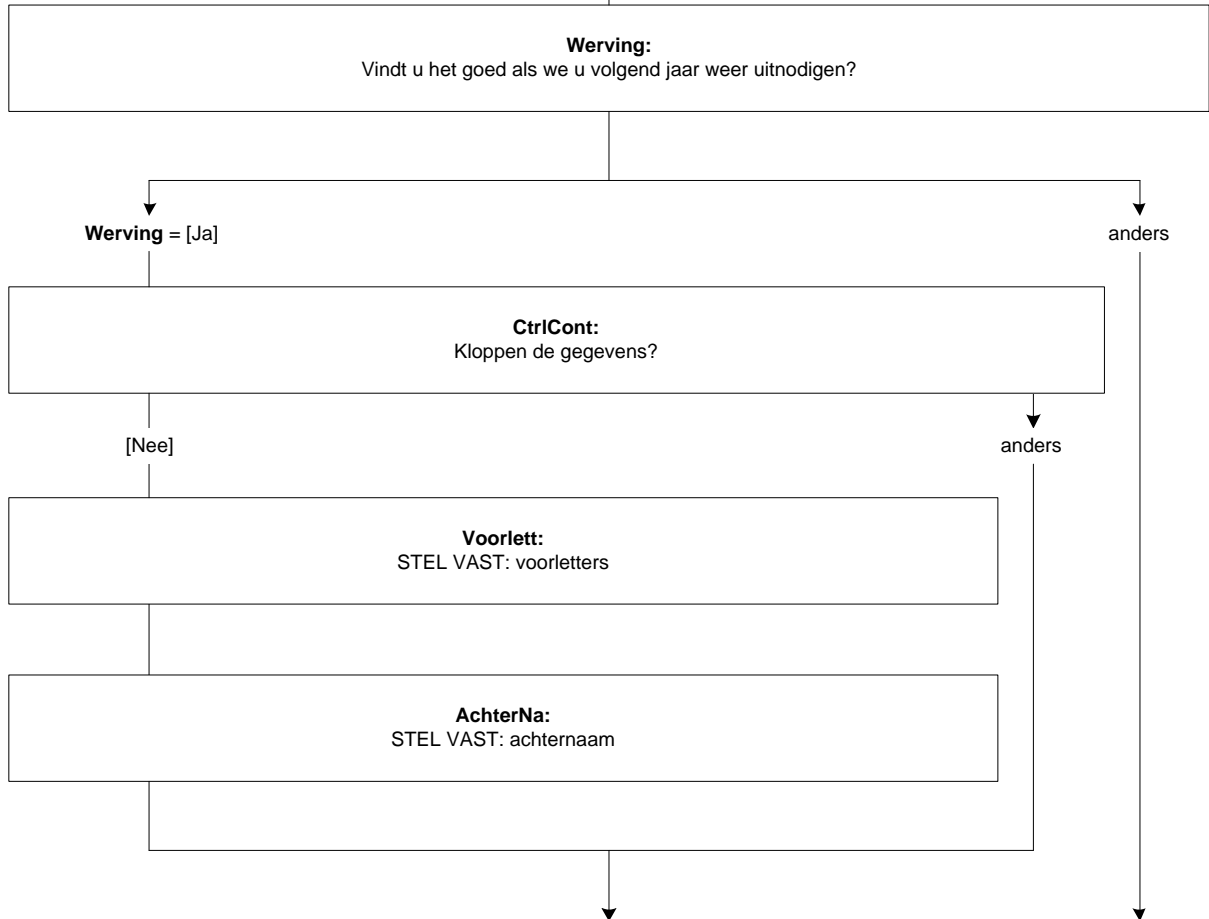 Werving:
Vindt u het goed als we u volgend jaar weer uitnodigen?
Werving = [Ja]
anders
CtrlCont:
Kloppen de gegevens?
[Nee]
anders
Voorlett:
STEL VAST: voorletters
AchterNa:
STEL VAST: achternaam